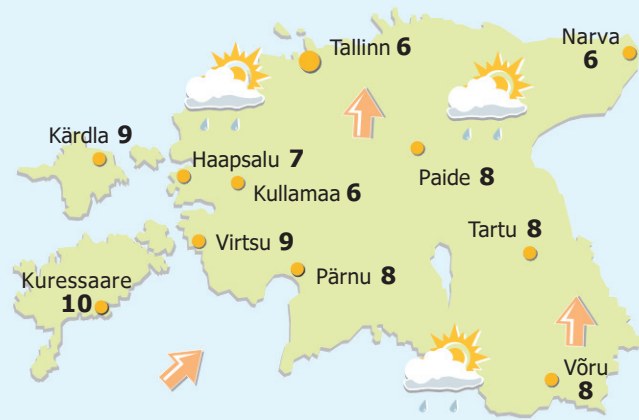 Tallinn 6
Narva
6
Kärdla 9
Haapsalu 7
Paide 8
Kullamaa 6
Tartu 8
Virtsu 9
Pärnu 8
Kuressaare
10
Võru
8